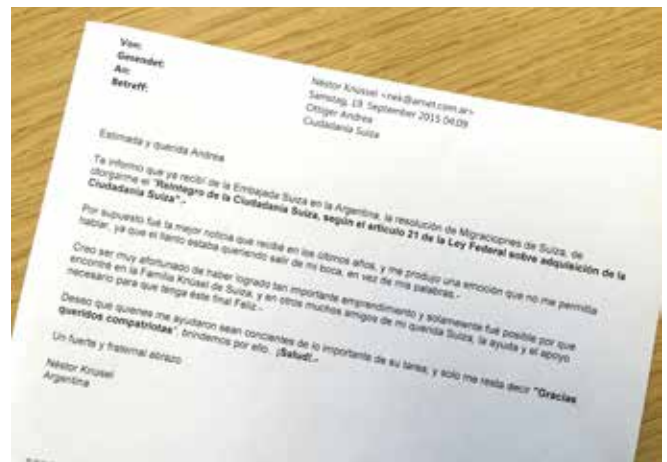 Von:
Gesendet:
An:
Betreff:
Néstor Knüssel <nek@arnet.com.ar>
Samstag, 19. September 2015 04:09
Ottiger Andrea
Ciudadania Suiza
Estimada y querida Andrea
Te informo que ya recibí de la Embajada Suiza en la Argentina, la resolución de Migraciopnes de Suiza, de
otorgarme el "Reintegro de la Ciudadanía Suiza, según el artículo 21 de la Ley Federal sobre adquisición de la
Ciudadanía Suiza".-
Por supuesto fué la mejor noticia que recibé en los últimos años, y me produjo una emoción que no me permitia
hablar, ya que el llanto estaba queriendo salir de mi boca, en vez de mis palabras.-
Creo ser muy afortunado de haber logrado tan importante emprendimiento y solamente fué posible por que
encontré en la Familia Knüsel de Suiza, y en otros muchos amigos de mi querida Suiza, la ayuda y el apoyo
necesario para que tenga éste final Feliz.-
Deseo que quienes me ayudaron sean concientes de lo importante de su tarea, y solo me resta decir "Gracias
queridos compatriotas", brindemos por ello, ¡Salud!.-
Un fuerte y fraternal abrazo
Néstor Knüsel
Argentina